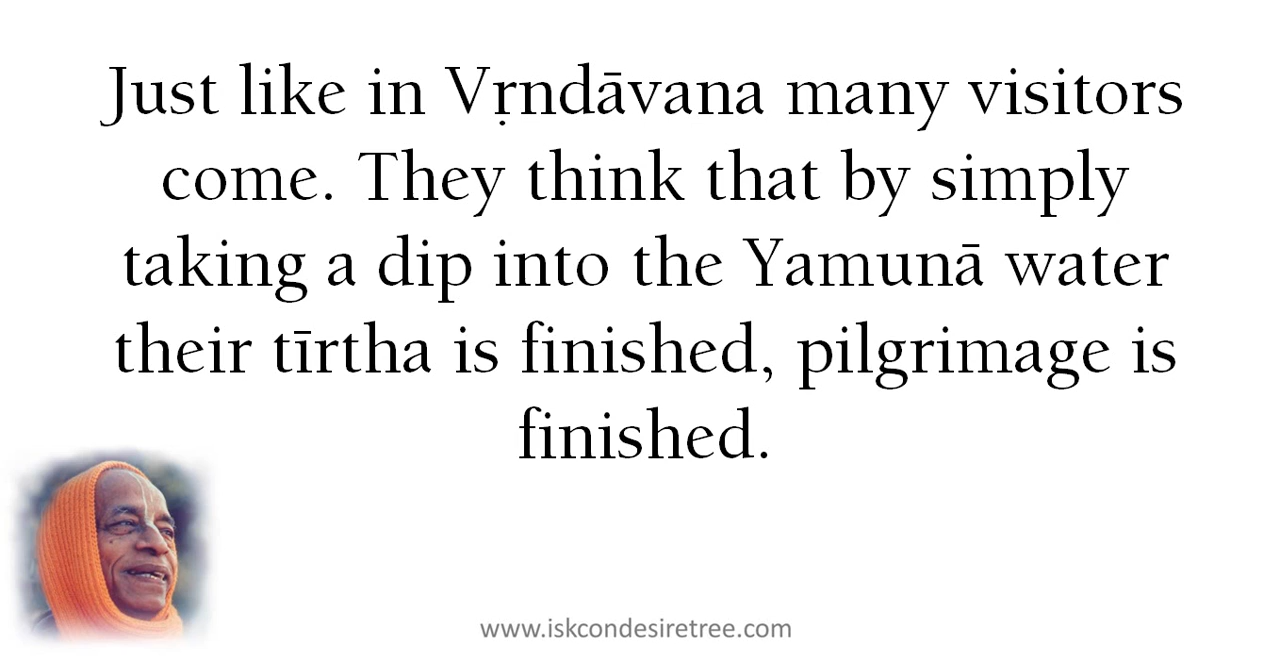 Just like in Vṛndāvana many visitors
come. They think that by simply
taking a dip into the Yamunā water
their tīrtha is finished, pilgrimage is
finished.
www.iskcondesiretree.com